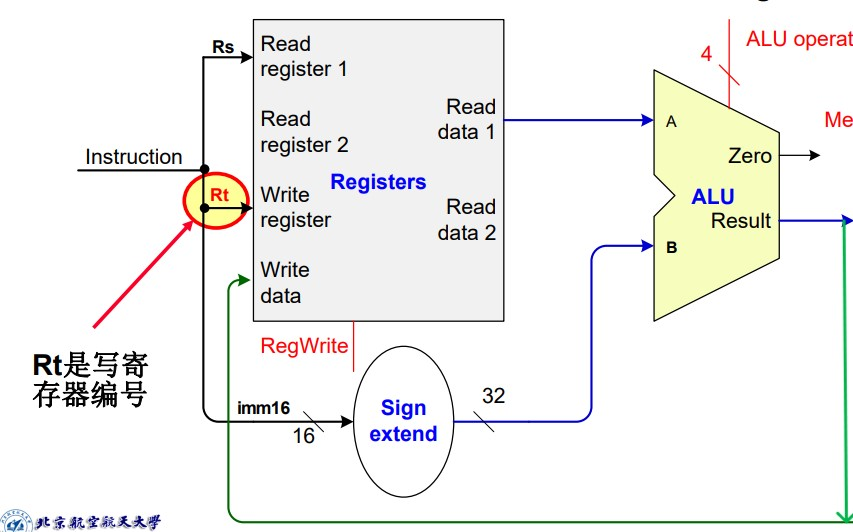 Rs
Read
register 1
Read
register 2
Read
data 1
Instruction
Rt
Write
register
Registers
Read
data 2
Write
data
RegWrite
4
ALU operat
Me
A
Zero
ALU
Result
B
Rt是写寄
存器编号
imm16
16
Sign
extend
32
北京航空航天大学